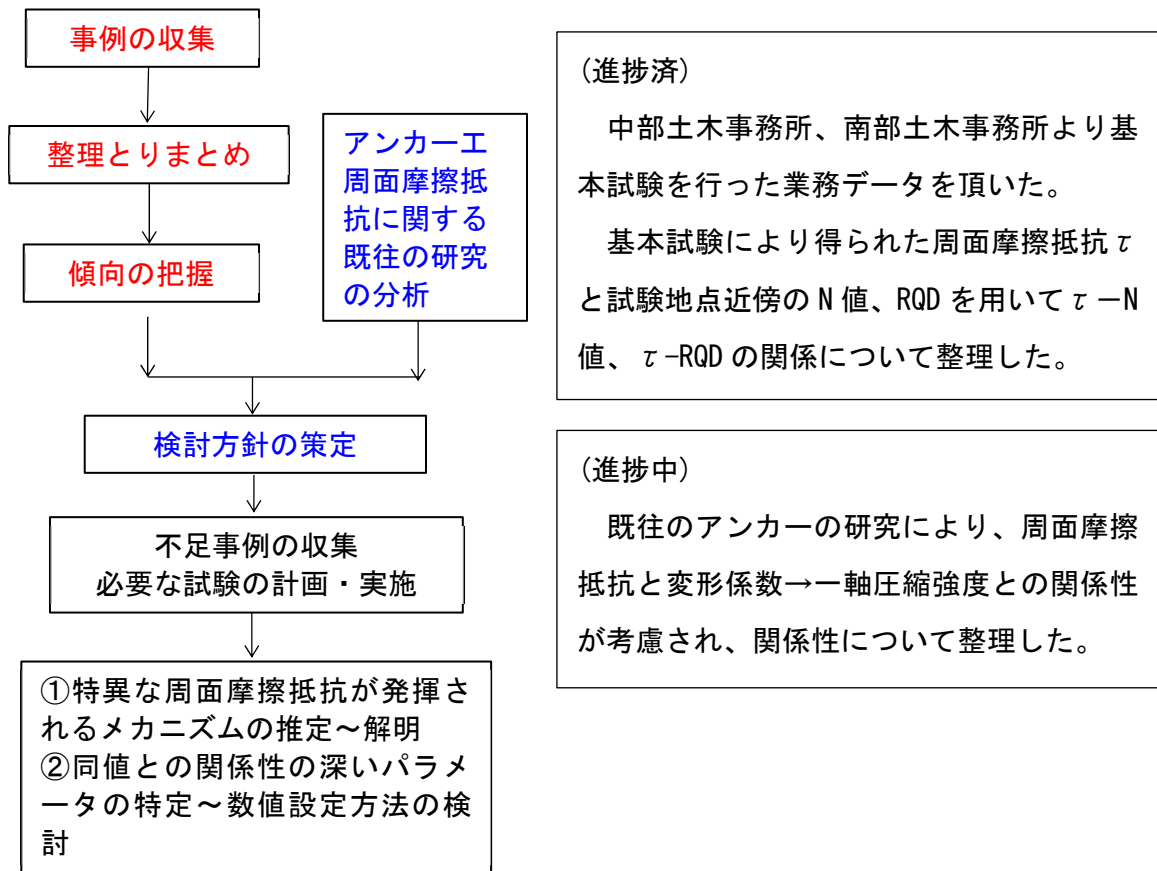 事例の収集
整理とりまとめ
傾向の把握
アンカー工
周面摩擦抵
抗に関する
既往の研究
の分析
検討方針の策定
不足事例の収集
必要な試験の計画・実施
①特異な周面摩擦抵抗が発揮さ
れるメカニズムの推定～解明
②同値との関係性の深いパラメ
ータの特定～数値設定方法の検
討
(進捗済)
中部土木事務所、南部土木事務所より基
本試験を行った業務データを頂いた。
基本試験により得られた周面摩擦抵抗τ
と試験地点近傍の N 値、RQD を用いてτ－N
値、τ-RQD の関係について整理した。
(進捗中)
既往のアンカーの研究により、周面摩擦
抵抗と変形係数→一軸圧縮強度との関係性
が考慮され、関係性について整理した。